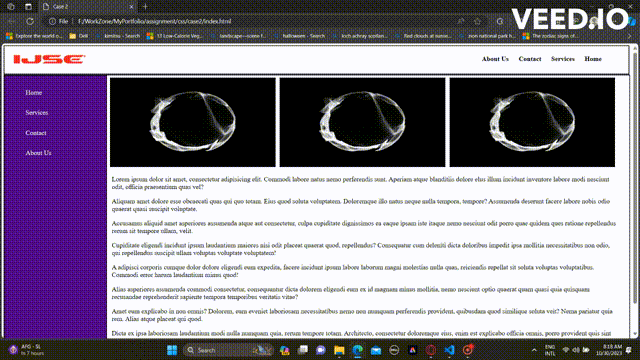 Case 2
VEED.IO
File | F:/WorkZone/MyPortfolio/assignment/css/case2/index.html
Explore the world o... Deli kimitsu - Search 13 Low-Calorie Veg... landscape—scene f... halloween - Search loch achray scotlan... Red clouds at sunse... zion national park h... The zodiac signs of...
IJSE
About Us Contact Services Home
Home
Services
Contact
About Us
Lorem ipsum dolor sit amet, consectetur adipisicing elit. Commodi labore natus nemo perferendis sunt. Aperiam atque blanditiis dolore eius illum incidunt inventore labore modi nesciunt
odit, officia praesentium quas vel?
Aliquam amet dolore esse obcaecati quas qui quo totam. Eius quod soluta voluptatem. Doloremque illo natus neque nulla tempora, tempore? Assumenda deserunt facere labore nobis odio
quaerat quasi suscipit voluptate.
Accusamus aliquid amet asperiores assumenda atque aut consectetur, culpa cupiditate dignissimos ea eaque ipsam iste itaque nemo nesciunt odit porro quae quidem quos ratione repellendus
rerum sit tempore ullam, velit.
Cupiditate eligendi incidunt ipsum laudantium maiores nisi odit placeat quaerat quod, repellendus? Consequatur cum deleniti dicta doloribus impedit ipsa mollitia necessitatibus non odio,
qui repellendus suscipit ullam voluptas voluptate voluptatem!
A adipisci corporis cumque dolor dolore eligendi eum expedita, facere incidunt ipsum labore laborum magni molestias nulla quas, reiciendis repellat sit soluta voluptas voluptatibus.
Commodi error harum laudantium minus quod!
Alias asperiores assumenda commodi consectetur, consequuntur dicta dolorem eligendi eum ex id magnam minus mollitia, nemo nesciunt optio quaerat quam quasi quia quisquam
recusandae reprehenderit sapiente tempora temporibus veritatis vitae?
Amet eum explicabo in non omnis? Dolorem, eum eveniet laboriosam necessitatibus nemo non numquam perferendis provident, quibusdam quod similique soluta velit? Nemo pariatur quia
rem. Alias atque placeat qui quod.
Dicta ex ipsa laboriosam laudantium modi nulla numquam quia, rerum tempore totam. Architecto, consectetur doloremque eius, enim est explicabo officia omnis, porro provident quis sint
AFG - SL
In 7 hours
Search
ENG
INTL
8:18 AM
10/30/2023